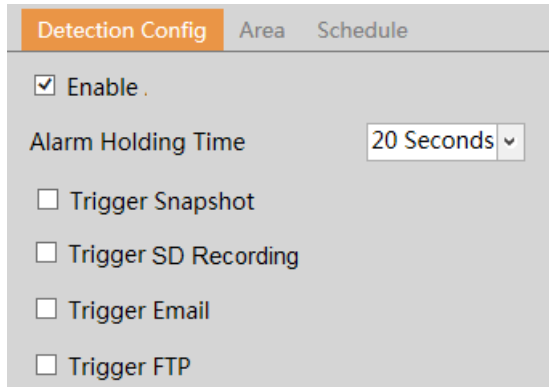 Detection Config Area Schedule
Enable .
Alarm Holding Time 20 Seconds
Trigger Snapshot
Trigger SD Recording
Trigger Email
Trigger FTP